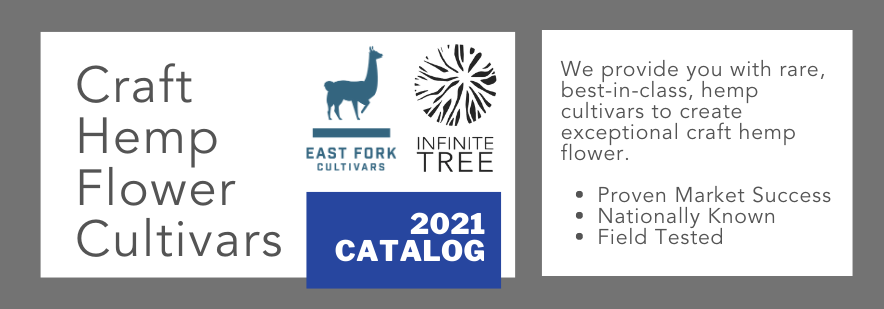 Craft
Hemp
Flower
Cultivars
EAST FORK
CULTIVARS
INFINITE
TREE
2021
CATALOG
We provide you with rare,
best-in-class, hemp
cultivars to create
exceptional craft hemp
flower.
• Proven Market Success
• Nationally Known
• Field Tested